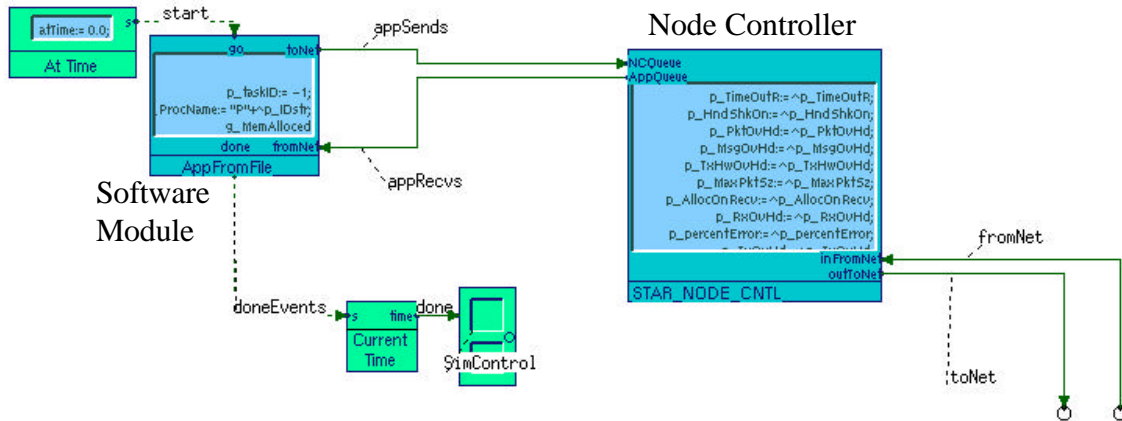 start
s
atTime:= 0.0;
At Time
appSends
Node Controller
go toNet
p_taskID:= -1;
ProcName:= "P"+^p_IDstr;
g_MemAlloced
done fromNet
AppFromFile
appRecvs
Software
Module
NCQueue
AppQueue
p_TimeOutR:=^p_TimeOutR;
p_HndShkOn:=^p_HndShkOn;
p_PktOvHd:=^p_PktOvHd;
p_MsgOvHd:=^p_MsgOvHd;
p_TxHwOvHd:=^p_TxHwOvHd;
p_MaxPktSz:=^p_MaxPktSz;
p_AllocOnRecv:=^p_AllocOnRecv;
p_RxOvHd:=^p_RxOvHd;
p_percentError:=^p_percentError;
inFromNet
outToNet
STAR_NODE_CNTL
fromNet
toNet
doneEvents
s time
done
Current
Time
SimControl